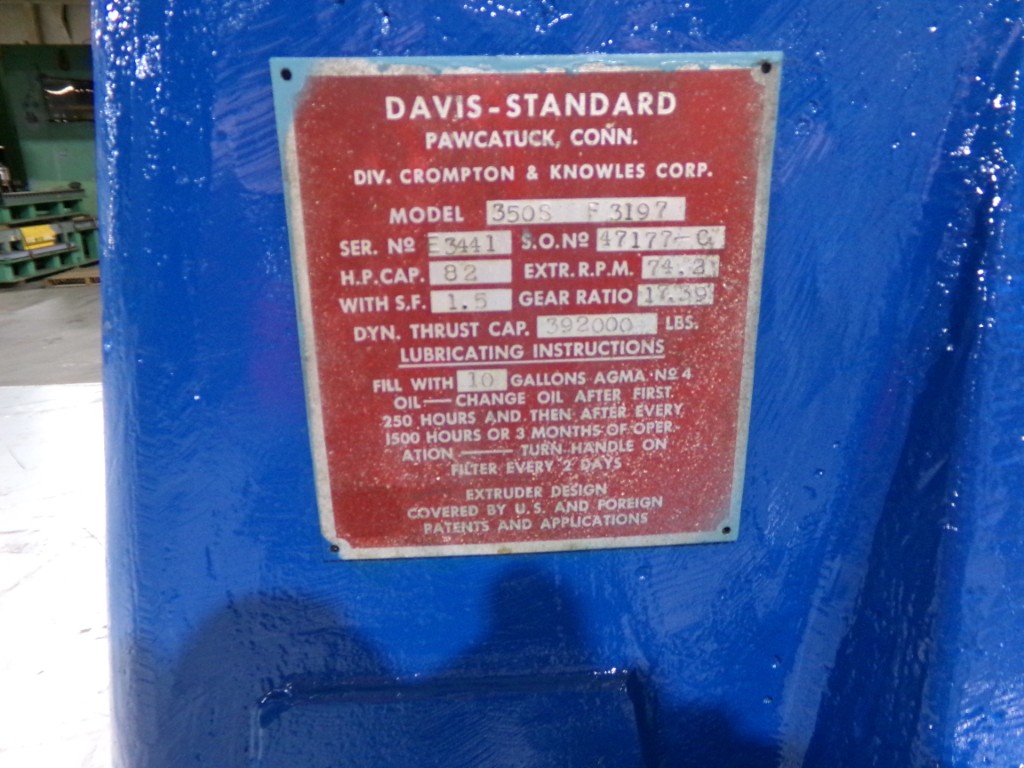 DAVIS-STANDARD
PAWCATUCK, CONN.
DIV. CROMPTON & KNOWLES CORP.
MODEL 350S F3197
SER. Nº E3441 S.O.Nº 47177-G
H.P. CAP. 82 EXTR. R.P.M. 74.2
WITH S.F. 1.5 GEAR RATIO 17.39
DYN. THRUST CAP. 392000 LBS.
LUBRICATING INSTRUCTIONS
FILL WITH 10 GALLONS AGMA Nº 4
OIL — CHANGE OIL AFTER FIRST
250 HOURS AND THEN AFTER EVERY
1500 HOURS OR 3 MONTHS OF OPER-
ATION — TURN HANDLE ON
FILTER EVERY 2 DAYS
EXTRUDER DESIGN
COVERED BY U.S. AND FOREIGN
PATENTS AND APPLICATIONS